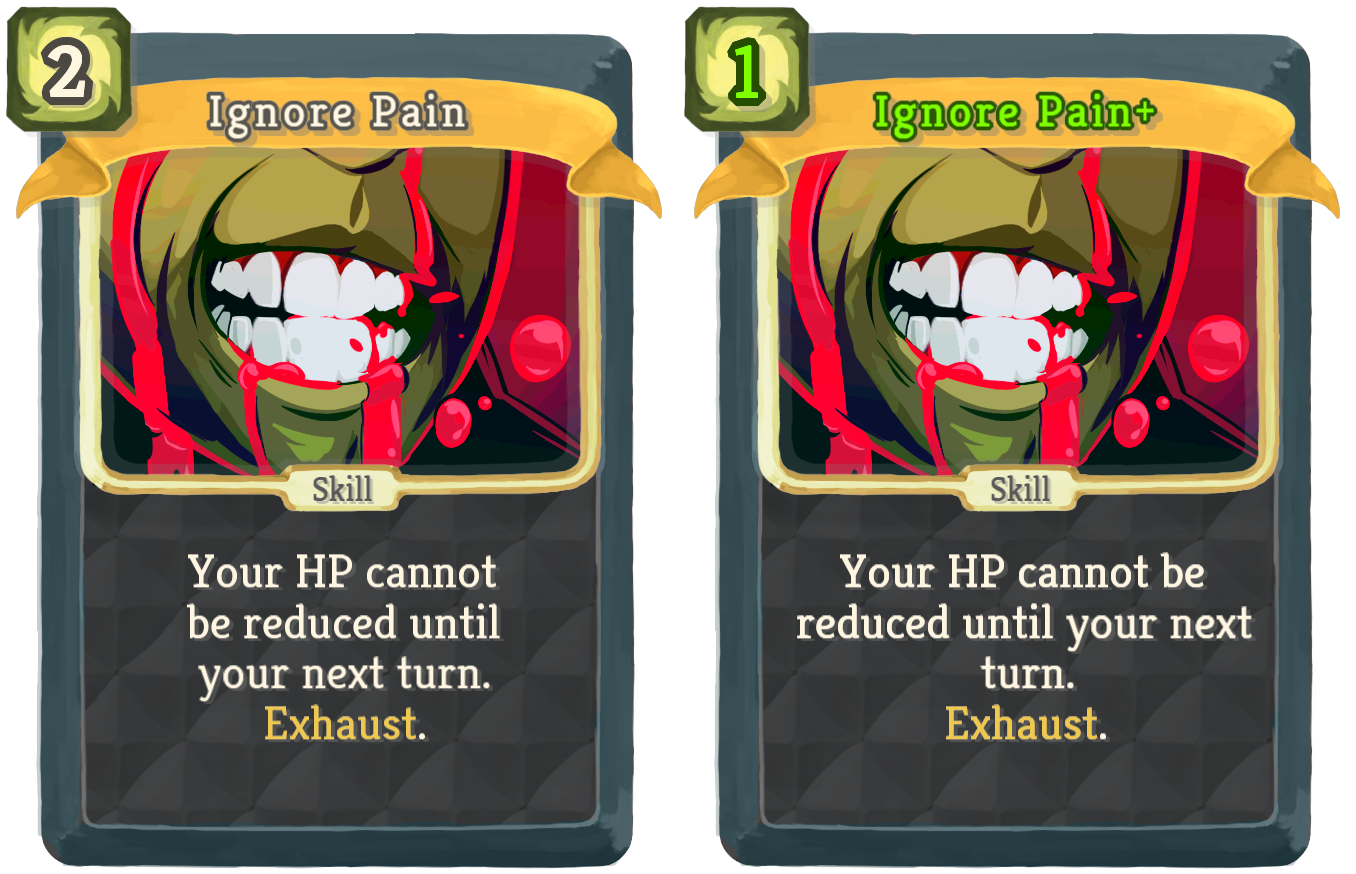 2
Ignore Pain
Skill
Your HP cannot
be reduced until
your next turn.
Exhaust.
1
Ignore Pain+
Skill
Your HP cannot be
reduced until your next
turn.
Exhaust.